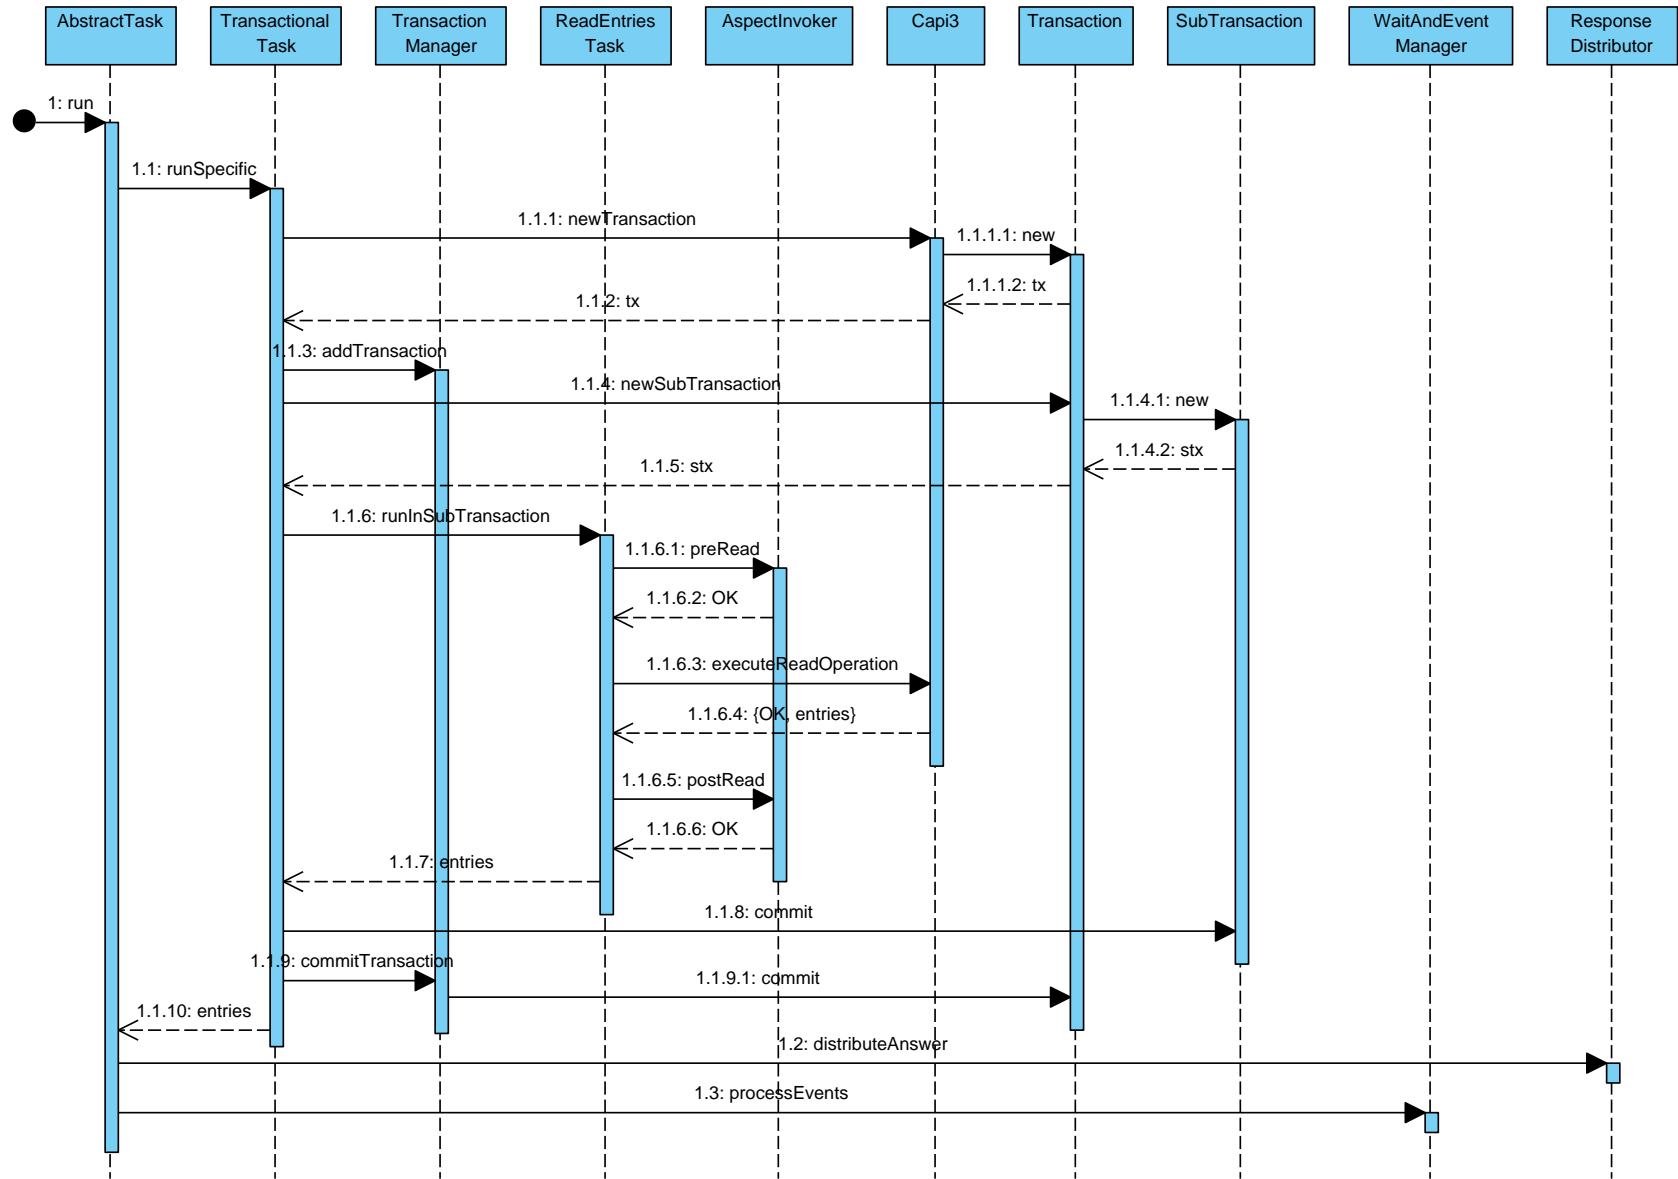 AbstractTask
Transactional
Task
Transaction
Manager
ReadEntries
Task
AspectInvoker
Capi3
Transaction
SubTransaction
WaitAndEvent
Manager
Response
Distributor
1: run
1.1: runSpecific
1.1.1: newTransaction
1.1.1.1: new
1.1.1.2: tx
1.1.2: tx
1.1.3: addTransaction
1.1.4: newSubTransaction
1.1.4.1: new
1.1.4.2: stx
1.1.5: stx
1.1.6: runInSubTransaction
1.1.6.1: preRead
1.1.6.2: OK
1.1.6.3: executeReadOperation
1.1.6.4: {OK, entries}
1.1.6.5: postRead
1.1.6.6: OK
1.1.7: entries
1.1.8: commit
1.1.9: commitTransaction
1.1.9.1: commit
1.1.10: entries
1.2: distributeAnswer
1.3: processEvents